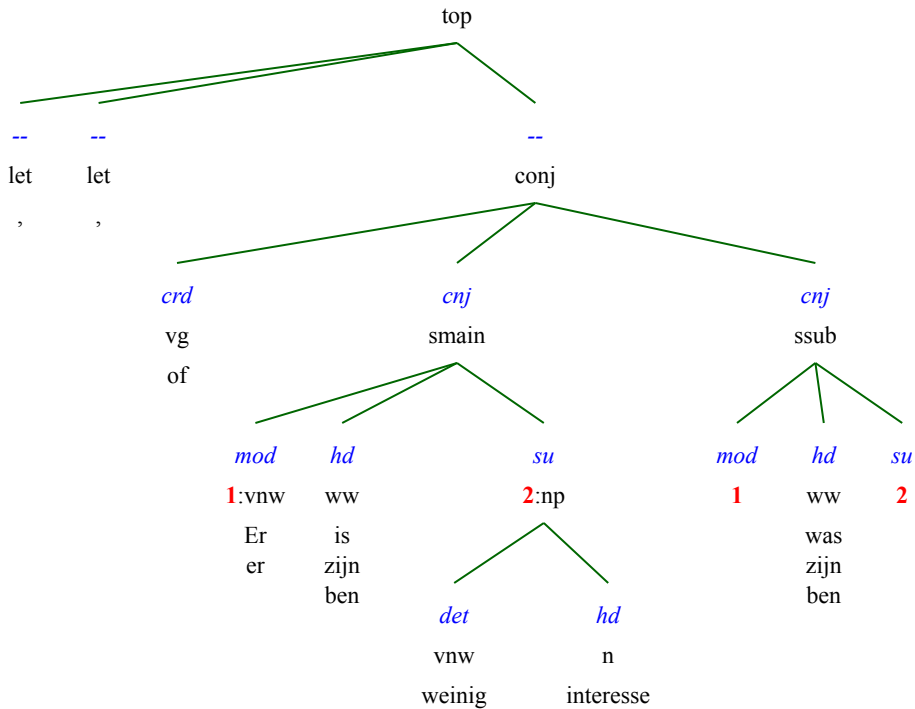 top
-- -- --
let let conj
, ,
crd cnj cnj
vg smain ssub
of
mod hd su mod hd su
1:vnw ww 2:np 1 ww 2
Er is was
er zijn zijn
ben ben
det hd
vnw n
weinig interesse